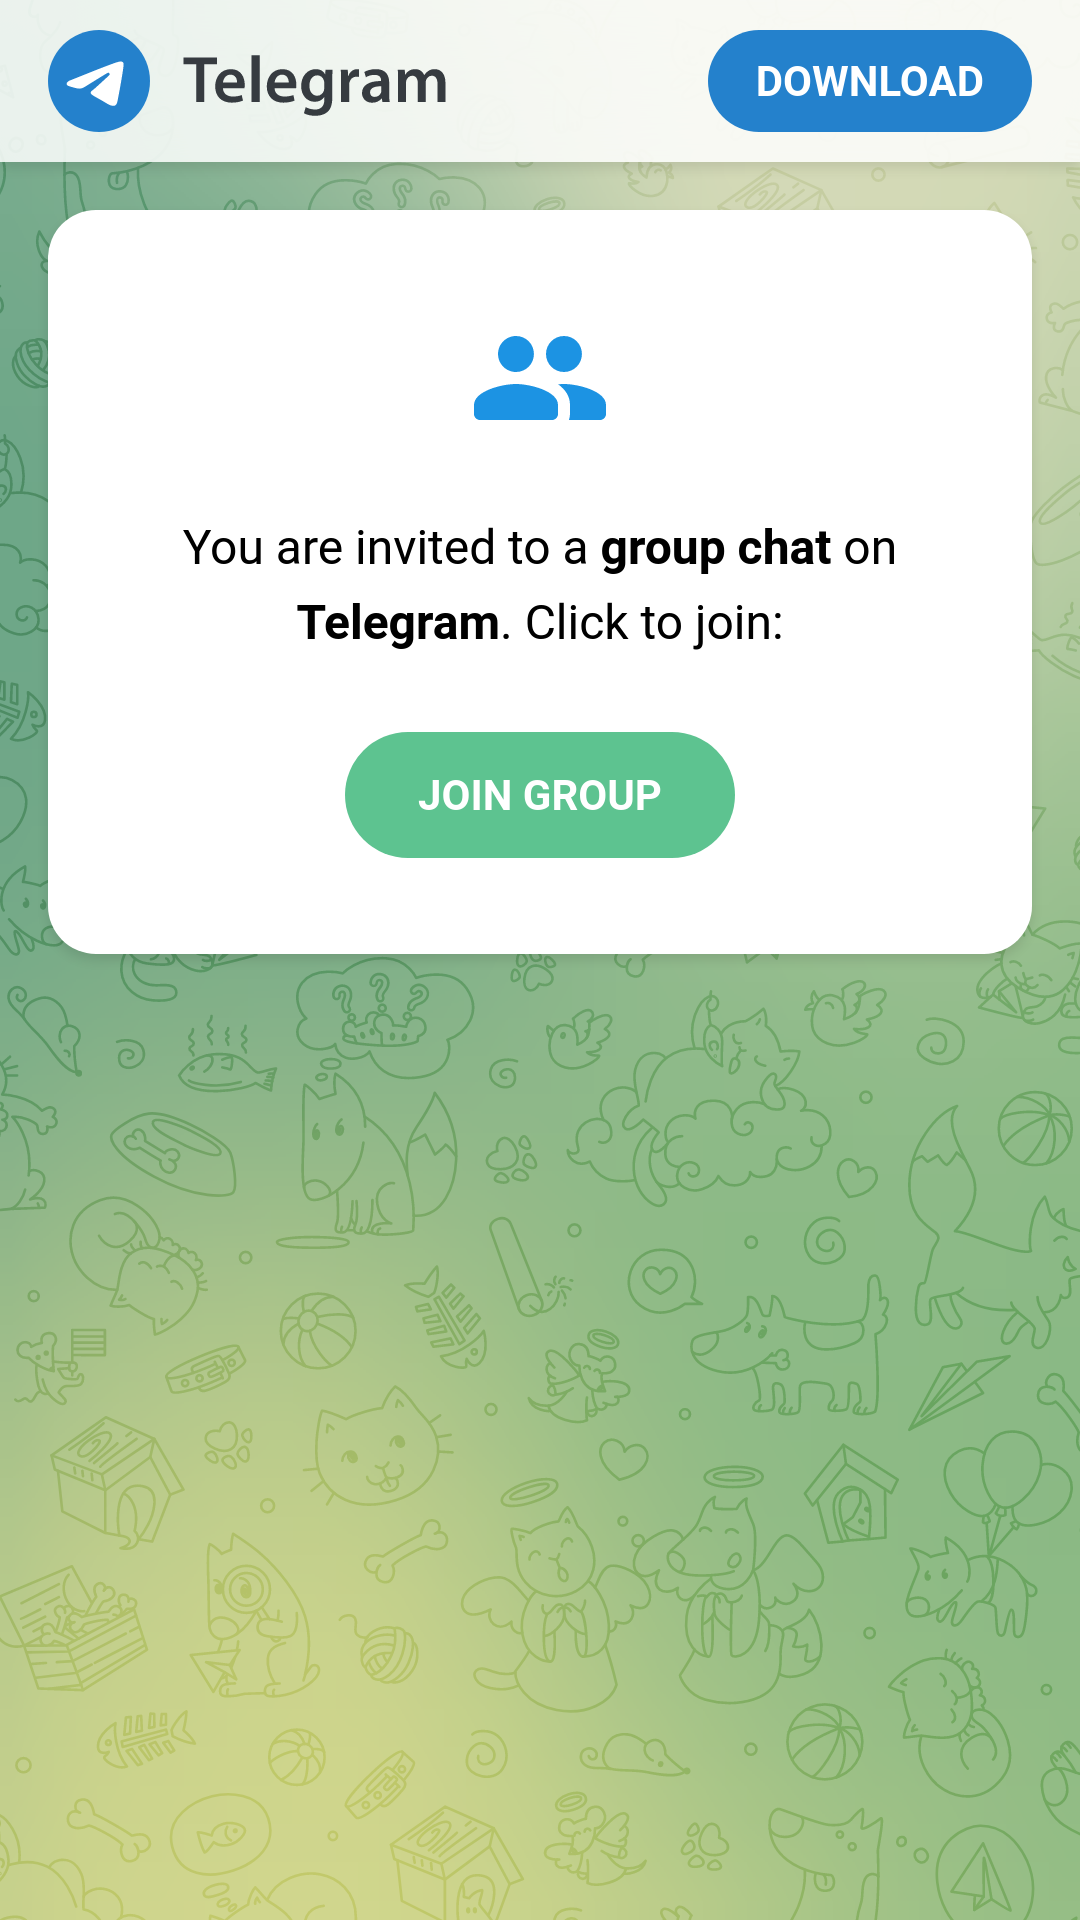 Telegram
DOWNLOAD
You are invited to a group chat on
Telegram. Click to join:
JOIN GROUP